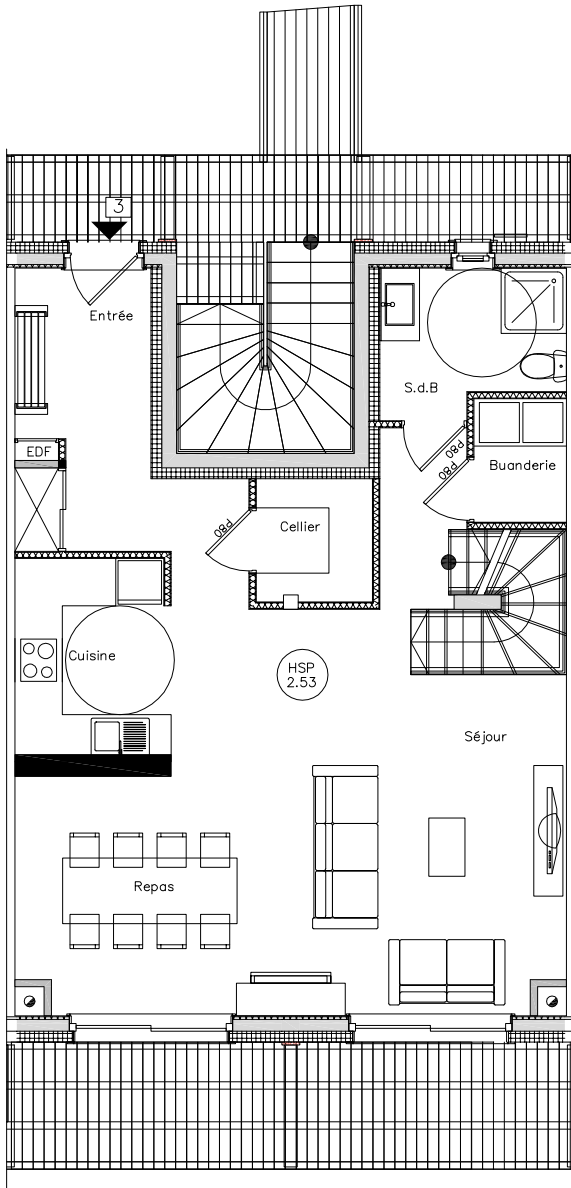 3
Entrée
S.d.B
EDF
P80
P80
Buanderie
P80
Cellier
Cuisine
HSP
2.53
Séjour
Repas